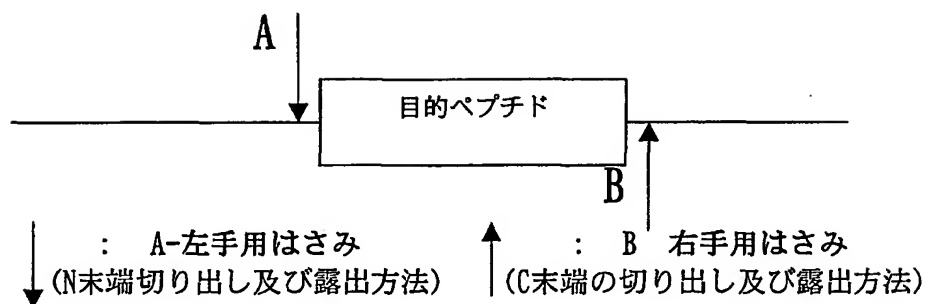 A
目的ペプチド
B
: A-左手用はさみ : B 右手用はさみ
(N末端切り出し及び露出方法) (C末端の切り出し及び露出方法)